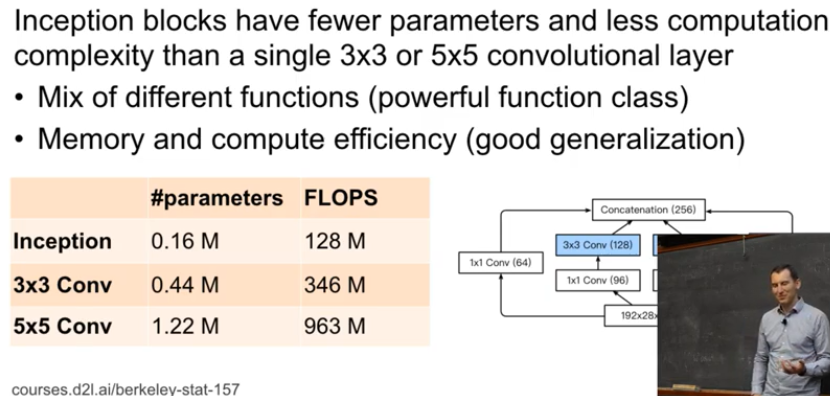 Inception blocks have fewer parameters and less computation
complexity than a single 3x3 or 5x5 convolutional layer
• Mix of different functions (powerful function class)
• Memory and compute efficiency (good generalization)
#parameters FLOPS
Inception 0.16 M 128 M
3x3 Conv 0.44 M 346 M
5x5 Conv 1.22 M 963 M
Concatenation (256)
3x3 Conv (128)
1x1 Conv (64)
1x1 Conv (96)
192x28x
courses.d2l.ai/berkeley-stat-157